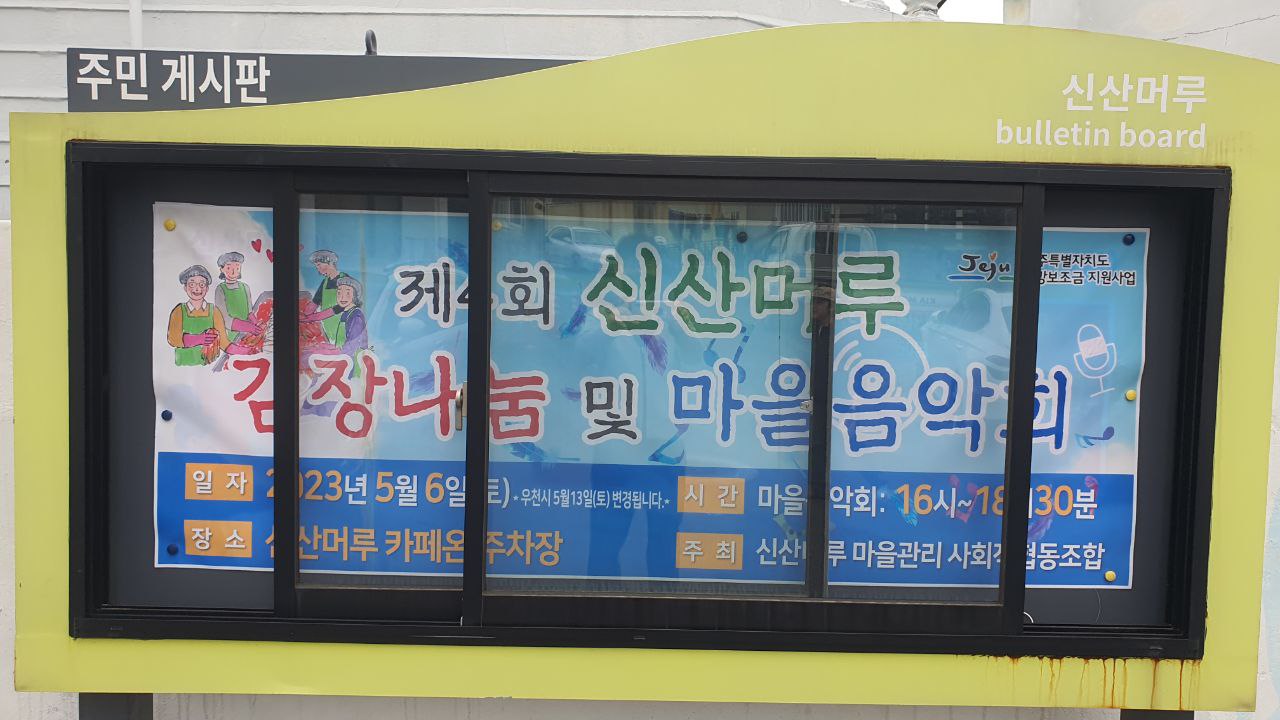 주민 게시판
신산머루
bulletin board
Jeju
특별자치도
보조금 지원사업
제4회 신산머루
김장나눔 및 마을음악회
일 자 2023년 5월 6일(토) *우천시 5월13일(토) 변경됩니다.*
시 간 마을음악회: 16시~18시30분
장 소 신산머루 카페온 주차장
주 최 신산머루 마을관리 사회적협동조합